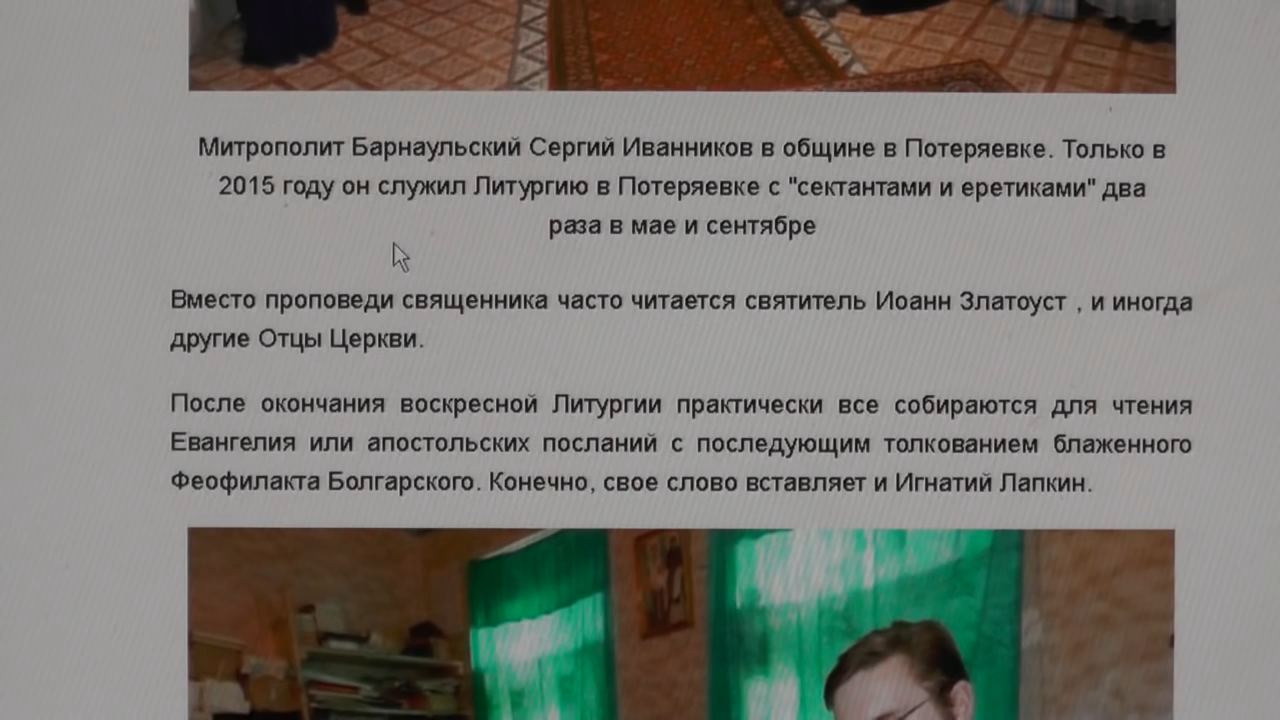 Митрополит Барнаульский Сергий Иванников в общине в Потеряевке. Только в
2015 году он служил Литургию в Потеряевке с "сектантами и еретиками" два
раза в мае и сентябре
Вместо проповеди священника часто читается святитель Иоанн Златоуст , и иногда
другие Отцы Церкви.
После окончания воскресной Литургии практически все собираются для чтения
Евангелия или апостольских посланий с последующим толкованием блаженного
Феофилакта Болгарского. Конечно, свое слово вставляет и Игнатий Лапкин.